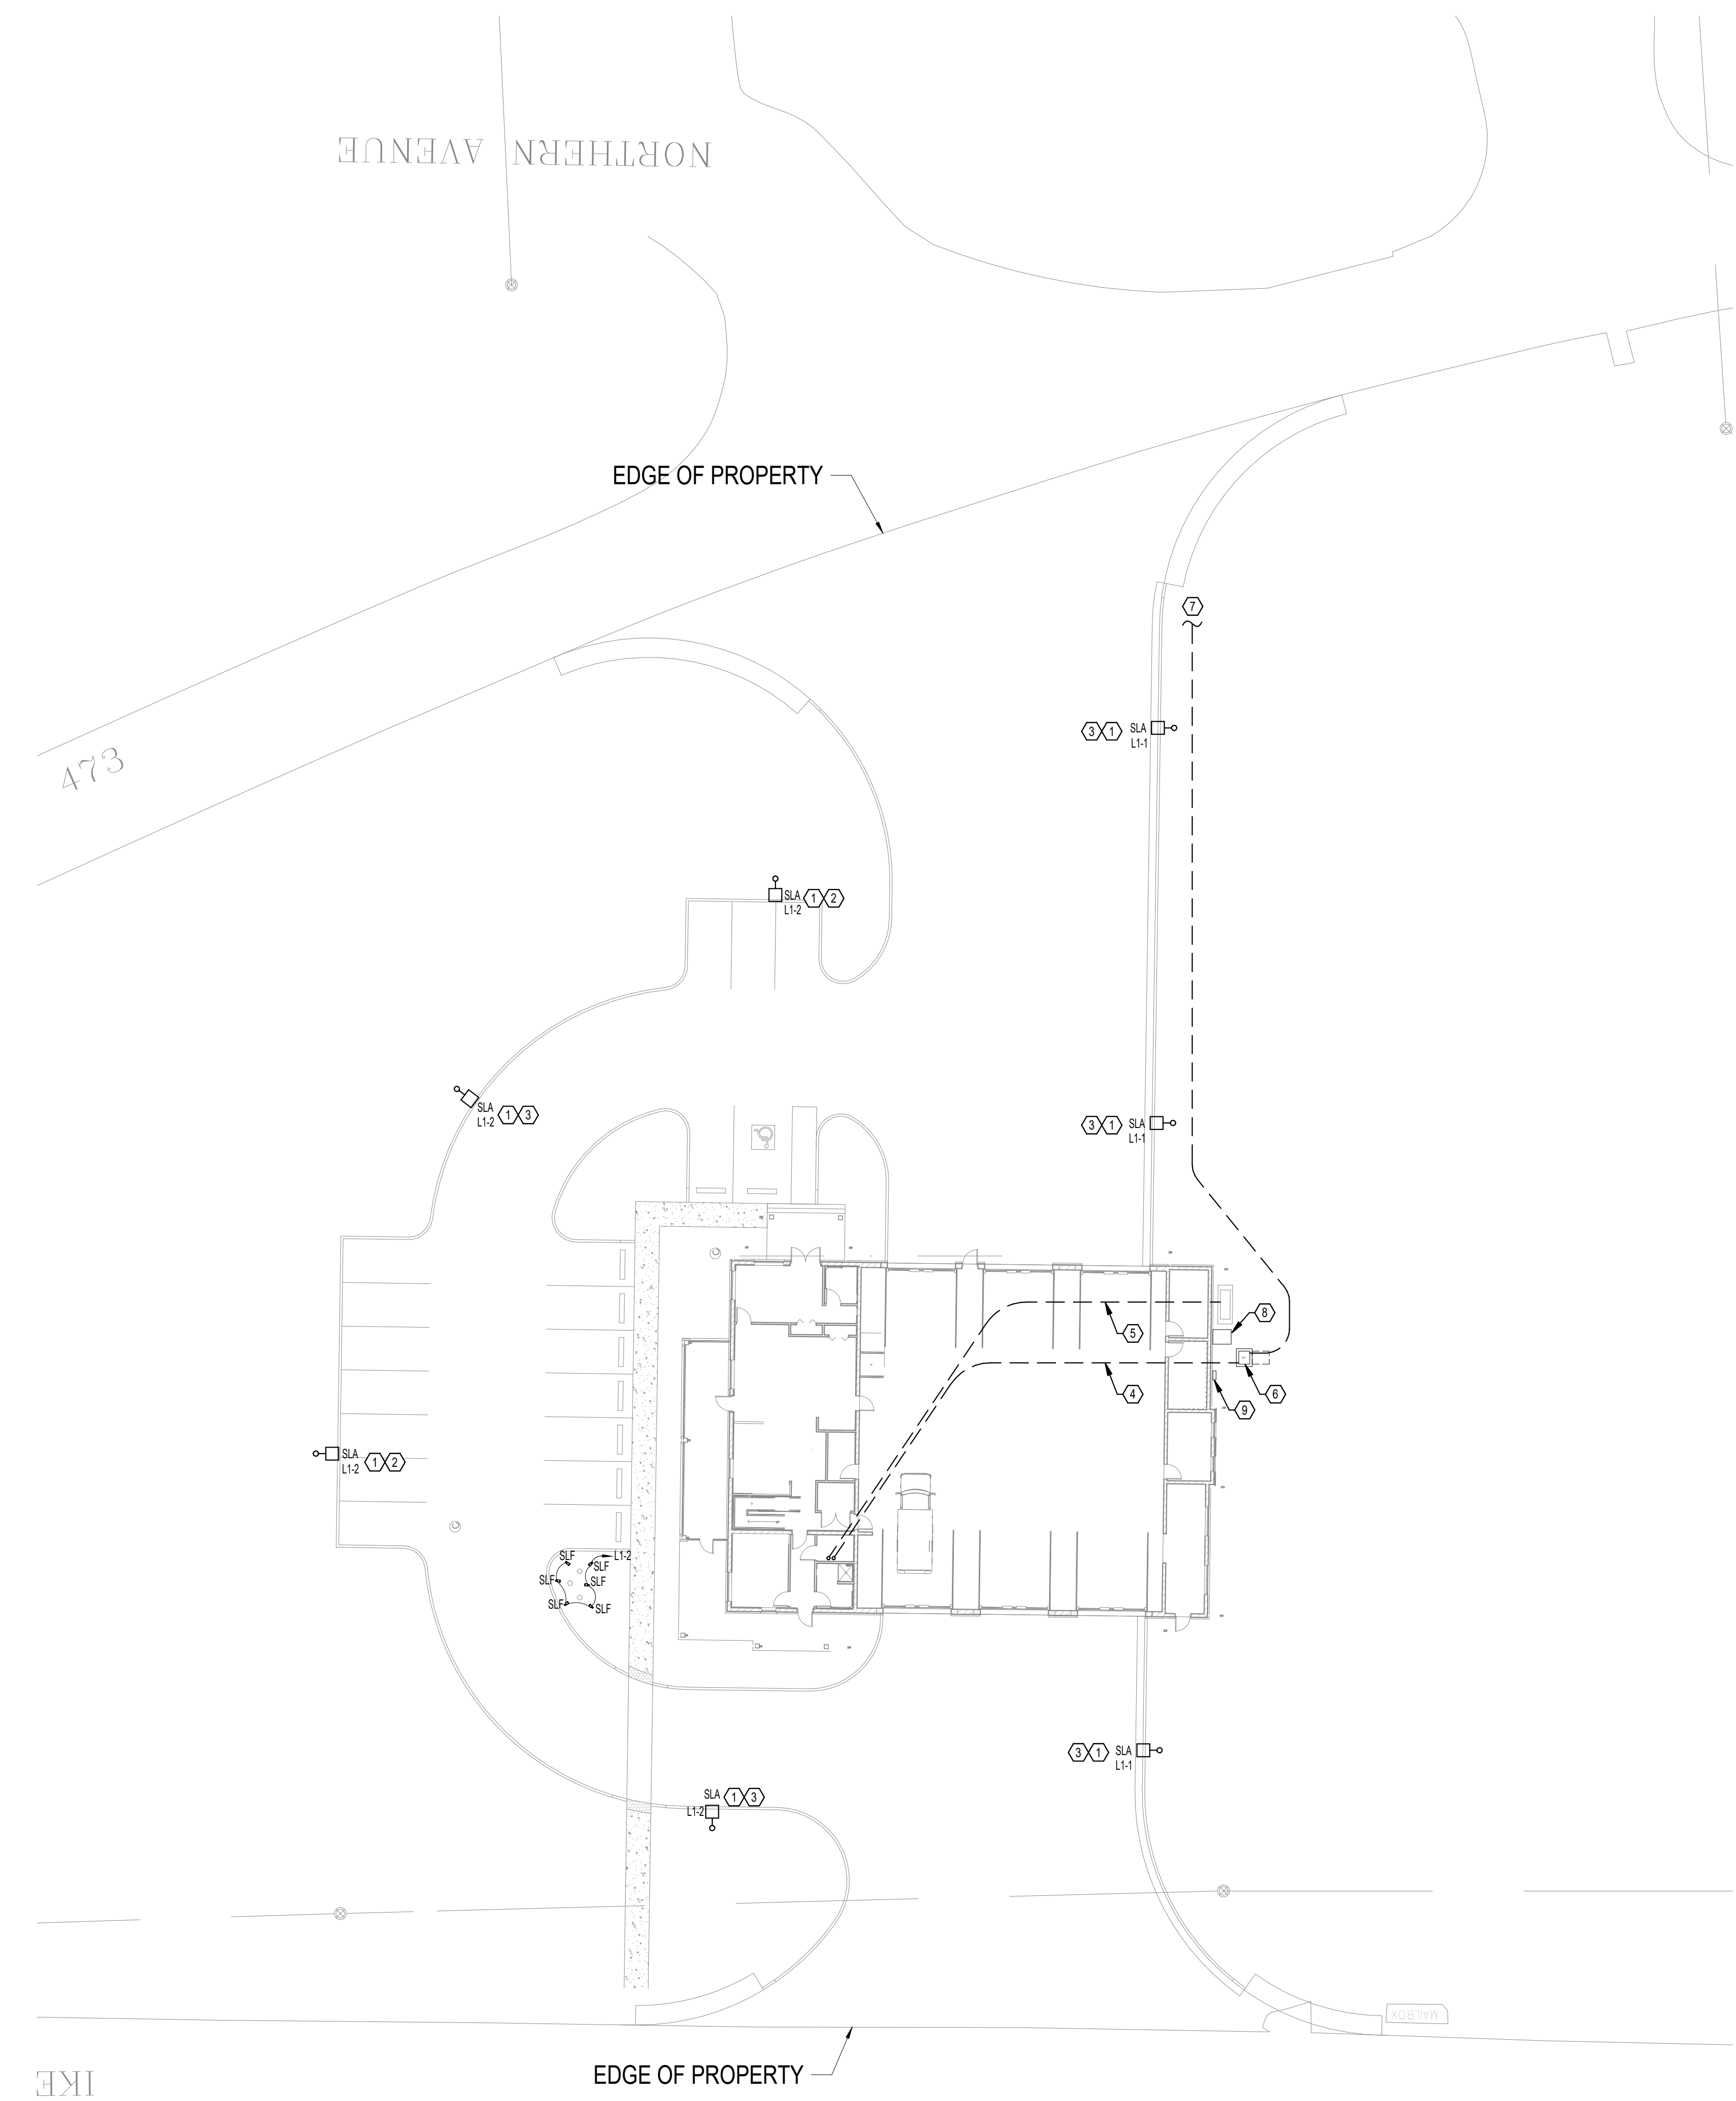 NORTHERN AVENUE
EDGE OF PROPERTY
7
473
3 1 SLA
L1-1
SLA 1 2
L1-2
SLA 1 3
L1-2
3 1 SLA
L1-1
8
5
4
6
9
SLA 1 2
L1-2
SLF
SLF
L1-2
SLF
SLF
SLF
SLF
3 1 SLA
L1-1
SLA 1 3
L1-2
MAILBOX
EDGE OF PROPERTY
IKE